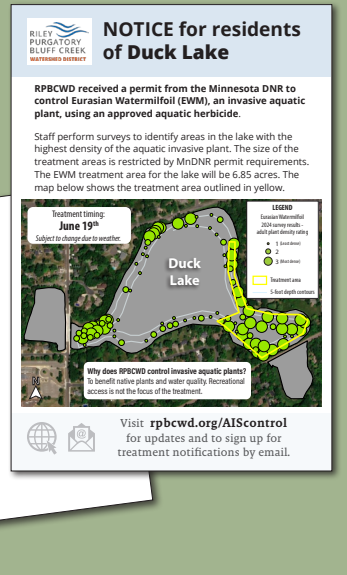 RILEY
PURGATORY
BLUFF CREEK
WATERSHED DISTRICT
NOTICE for residents
of Duck Lake
RPBCWD received a permit from the Minnesota DNR to
control Eurasian Watermilfoil (EWM), an invasive aquatic
plant, using an approved aquatic herbicide.
Staff perform surveys to identify areas in the lake with the
highest density of the aquatic invasive plant. The size of the
treatment areas is restricted by MnDNR permit requirements.
The EWM treatment area for the lake will be 6.85 acres. The
map below shows the treatment area outlined in yellow.
Treatment timing:
June 19th
Subject to change due to weather.
LEGEND
Eurasian Watermilfoil
2024 survey results -
adult plant density rating
1 (Least dense)
2
3 (Most dense)
Treatment area
5-foot depth contours
Duck
Lake
Why does RPBCWD control invasive aquatic plants?
To benefit native plants and water quality. Recreational
access is not the focus of the treatment.
N
Visit rpbcwd.org/AIScontrol
for updates and to sign up for
treatment notifications by email.